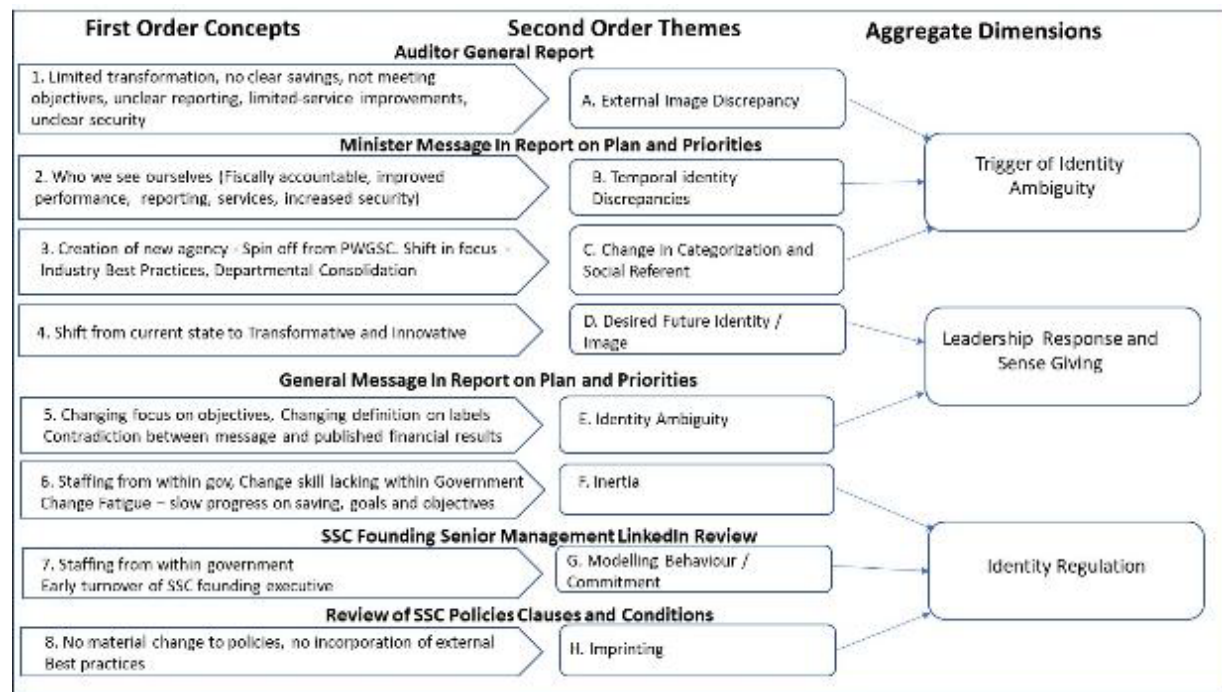 First Order Concepts
Second Order Themes
Aggregate Dimensions
Auditor General Report
1. Limited transformation, no clear savings, not meeting
objectives, unclear reporting, limited-service improvements,
unclear security
A. External Image Discrepancy
Trigger of Identity
Ambiguity
Minister Message In Report on Plan and Priorities
2. Who we see ourselves (Fiscally accountable, improved
performance, reporting, services, increased security)
B. Temporal identity
Discrepancies
3. Creation of new agency - Spin off from PWGSC. Shift in focus -
Industry Best Practices, Departmental Consolidation
C. Change in Categorization and
Social Referent
4. Shift from current state to Transformative and Innovative
D. Desired Future Identity /
Image
Leadership Response and
Sense Giving
General Message In Report on Plan and Priorities
5. Changing focus on objectives, Changing definition on labels
Contradiction between message and published financial results
E. Identity Ambiguity
6. Staffing from within gov, Change skill lacking within Government
Change Fatigue – slow progress on saving, goals and objectives
F. Inertia
SSC Founding Senior Management LinkedIn Review
7. Staffing from within government
Early turnover of SSC founding executive
G. Modelling Behaviour /
Commitment
Identity Regulation
Review of SSC Policies Clauses and Conditions
8. No material change to policies, no incorporation of external
Best practices
H. Imprinting